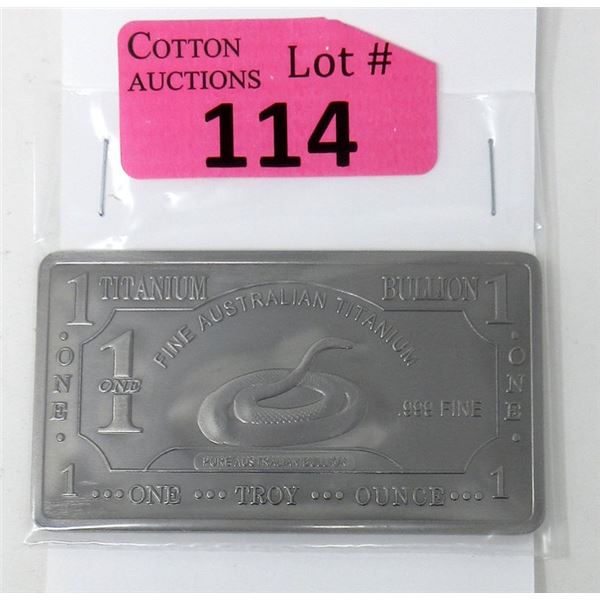 COTTON
AUCTIONS
Lot #
114
1 TITANIUM BULLION 1
FINE AUSTRALIAN TITANIUM
· ONE ·
1
ONE
.999 FINE
· ONE ·
PURE AUSTRALIAN BULLION
1 ··· ONE ··· TROY ··· OUNCE ··· 1